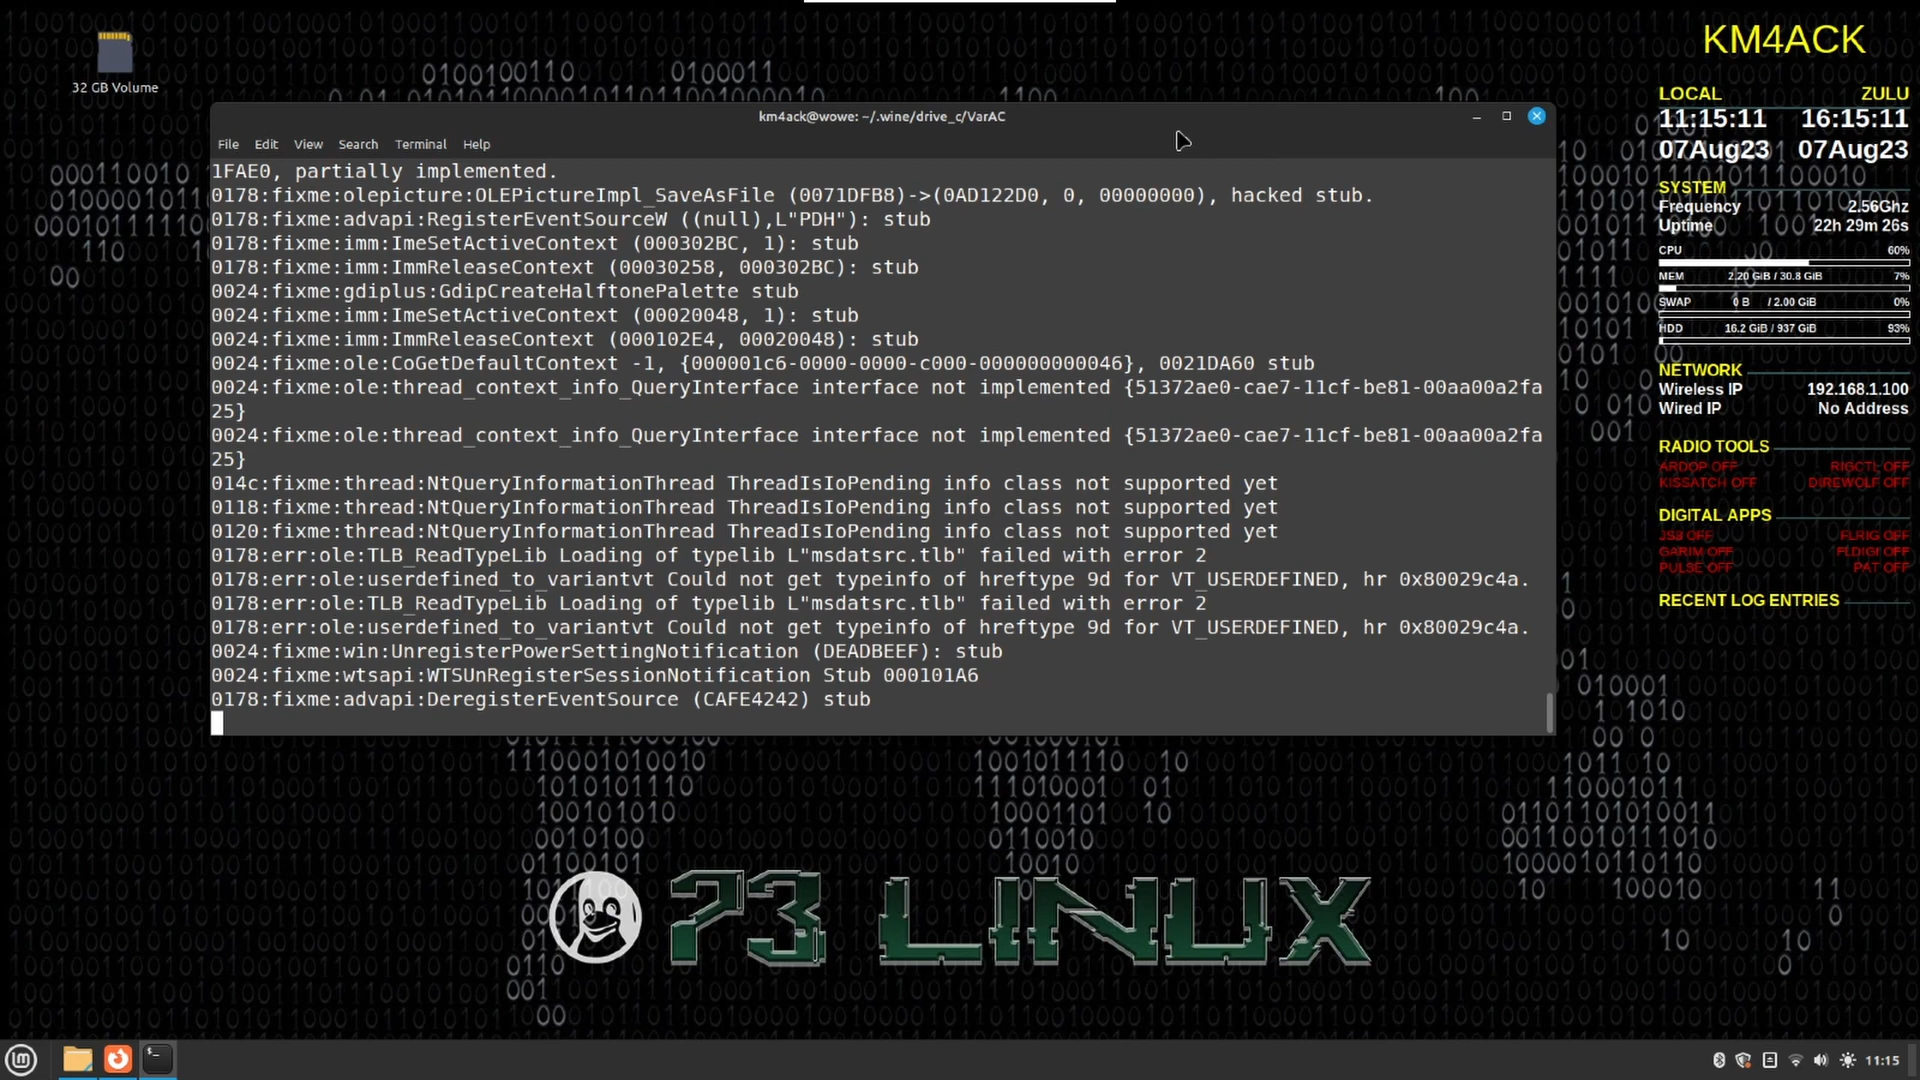 32 GB Volume
km4ack@wowe: ~/.wine/drive_c/VarAC
File Edit View Search Terminal Help
1FAE0, partially implemented.
0178:fixme:olepicture:OLEPictureImpl_SaveAsFile (0071DFB8)->(0AD122D0, 0, 00000000), hacked stub.
0178:fixme:advapi:RegisterEventSourceW ((null),L"PDH"): stub
0178:fixme:imm:ImeSetActiveContext (000302BC, 1): stub
0178:fixme:imm:ImmReleaseContext (00030258, 000302BC): stub
0024:fixme:gdiplus:GdipCreateHalftonePalette stub
0024:fixme:imm:ImeSetActiveContext (00020048, 1): stub
0024:fixme:imm:ImmReleaseContext (000102E4, 00020048): stub
0024:fixme:ole:CoGetDefaultContext -1, {000001c6-0000-0000-c000-000000000046}, 0021DA60 stub
0024:fixme:ole:thread_context_info_QueryInterface interface not implemented {51372ae0-cae7-11cf-be81-00aa00a2fa
25}
0024:fixme:ole:thread_context_info_QueryInterface interface not implemented {51372ae0-cae7-11cf-be81-00aa00a2fa
25}
014c:fixme:thread:NtQueryInformationThread ThreadIsIoPending info class not supported yet
0118:fixme:thread:NtQueryInformationThread ThreadIsIoPending info class not supported yet
0120:fixme:thread:NtQueryInformationThread ThreadIsIoPending info class not supported yet
0178:err:ole:TLB_ReadTypeLib Loading of typelib L"msdatsrc.tlb" failed with error 2
0178:err:ole:userdefined_to_variantvt Could not get typeinfo of hreftype 9d for VT_USERDEFINED, hr 0x80029c4a.
0178:err:ole:TLB_ReadTypeLib Loading of typelib L"msdatsrc.tlb" failed with error 2
0178:err:ole:userdefined_to_variantvt Could not get typeinfo of hreftype 9d for VT_USERDEFINED, hr 0x80029c4a.
0024:fixme:win:UnregisterPowerSettingNotification (DEADBEEF): stub
0024:fixme:wtsapi:WTSUnRegisterSessionNotification Stub 000101A6
0178:fixme:advapi:DeregisterEventSource (CAFE4242) stub
KM4ACK
LOCAL ZULU
11:15:11 16:15:11
07Aug23 07Aug23
SYSTEM
Frequency 2.56Ghz
Uptime 22h 29m 26s
CPU 60%
MEM 2.20 GiB / 30.8 GiB 7%
SWAP 0 B / 2.00 GiB 0%
HDD 16.2 GiB / 937 GiB 93%
NETWORK
Wireless IP 192.168.1.100
Wired IP No Address
RADIO TOOLS
ARDOP OFF RIGCTL OFF
KISSATCH OFF DIREWOLF OFF
DIGITAL APPS
JS8 OFF FLRIG OFF
GARIM OFF FLDIGI OFF
PULSE OFF PAT OFF
RECENT LOG ENTRIES
73 LINUX
11:15